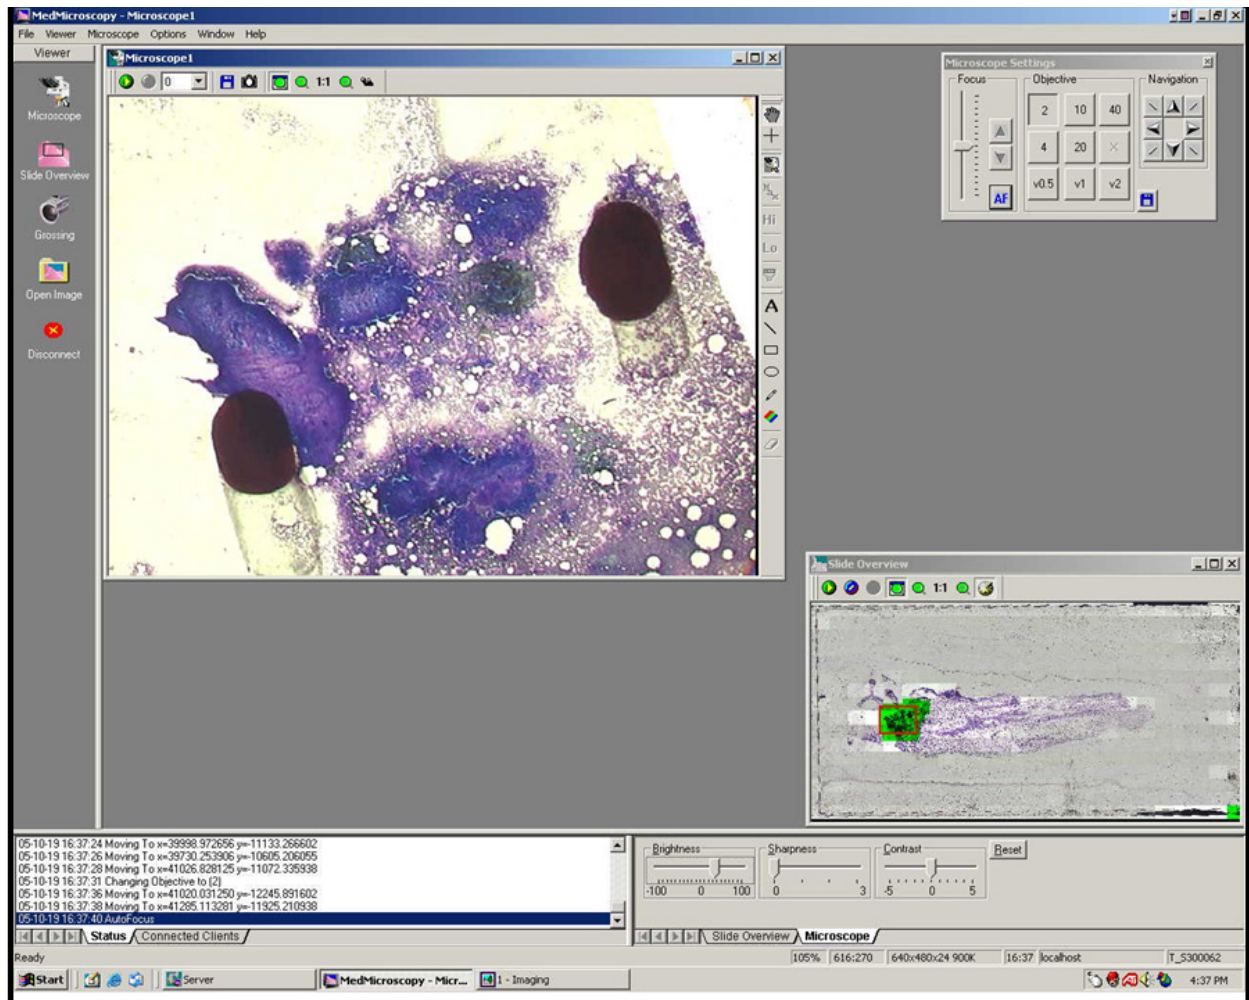 MedMicroscopy - Microscope1
File Viewer Microscope Options Window Help
Viewer
Microscope
Slide Overview
Grossing
Open Image
Disconnect
Microscope1
0
1:1
Hi
Lo
A
Microscope Settings
Focus
Objective
Navigation
2 10 40
4 20 X
v0.5 v1 v2
AF
Slide Overview
1:1
05-10-19 16:37:24 Moving To x=39998.972656 y=-11133.266602
05-10-19 16:37:26 Moving To x=39730.253906 y=-10605.206055
05-10-19 16:37:28 Moving To x=41026.828125 y=-11072.335938
05-10-19 16:37:31 Changing Objective to [2]
05-10-19 16:37:36 Moving To x=41020.031250 y=-12245.891602
05-10-19 16:37:38 Moving To x=41285.113281 y=-11925.210938
05-10-19 16:37:40 AutoFocus
Status Connected Clients
Brightness
-100 0 100
Sharpness
0 3
Contrast
-5 0 5
Reset
Slide Overview Microscope
Ready
105% 616:270 640x480x24 900K 16:37 localhost T_S300062
Start Server MedMicroscopy - Micr... 1 - Imaging 4:37 PM